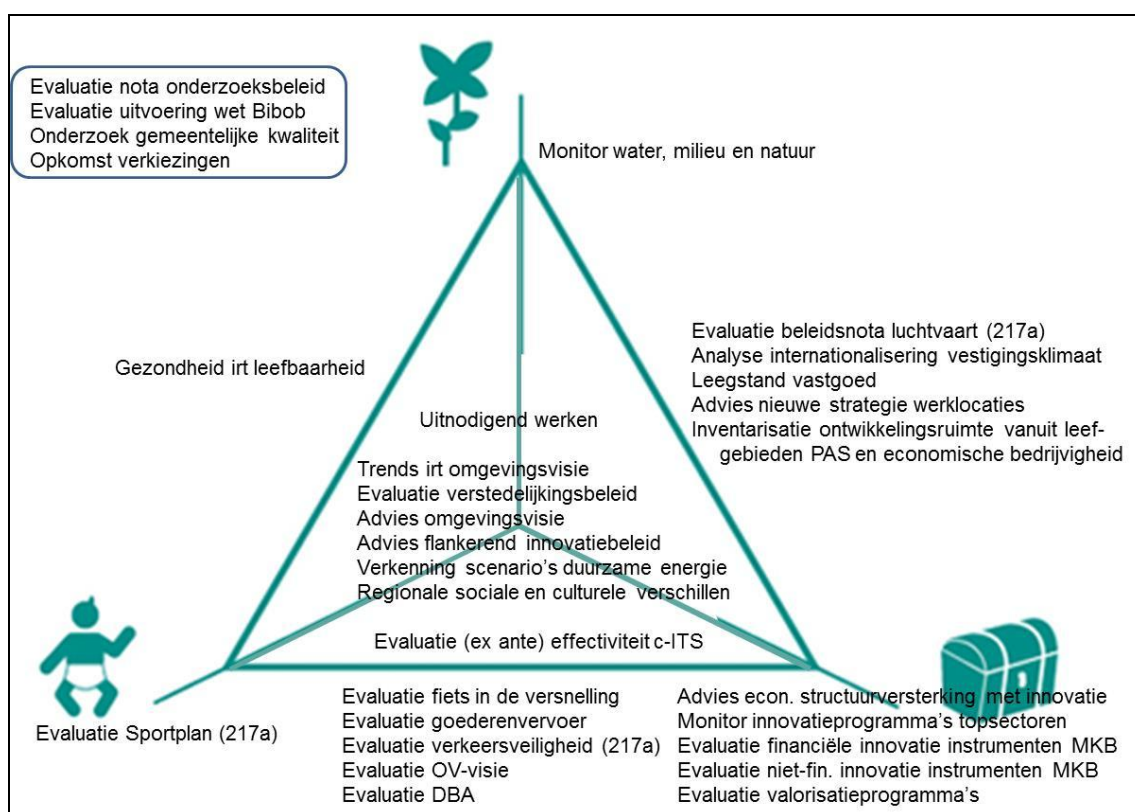 Evaluatie nota onderzoeksbeleid
Evaluatie uitvoering wet Bibob
Onderzoek gemeentelijke kwaliteit
Opkomst verkiezingen
Monitor water, milieu en natuur
Gezondheid irt leefbaarheid
Evaluatie beleidsnota luchtvaart (217a)
Analyse internationalisering vestigingsklimaat
Leegstand vastgoed
Advies nieuwe strategie werklocaties
Inventarisatie ontwikkelingsruimte vanuit leef-
gebieden PAS en economische bedrijvigheid
Uitnodigend werken
Trends irt omgevingsvisie
Evaluatie verstedelijkingsbeleid
Advies omgevingsvisie
Advies flankerend innovatiebeleid
Verkenning scenario's duurzame energie
Regionale sociale en culturele verschillen
Evaluatie (ex ante) effectiviteit c-ITS
Evaluatie Sportplan (217a)
Evaluatie fiets in de versnelling
Evaluatie goederenvervoer
Evaluatie verkeersveiligheid (217a)
Evaluatie OV-visie
Evaluatie DBA
Advies econ. structuurversterking met innovatie
Monitor innovatieprogramma's topsectoren
Evaluatie financiële innovatie instrumenten MKB
Evaluatie niet-fin. innovatie instrumenten MKB
Evaluatie valorisatieprogramma's